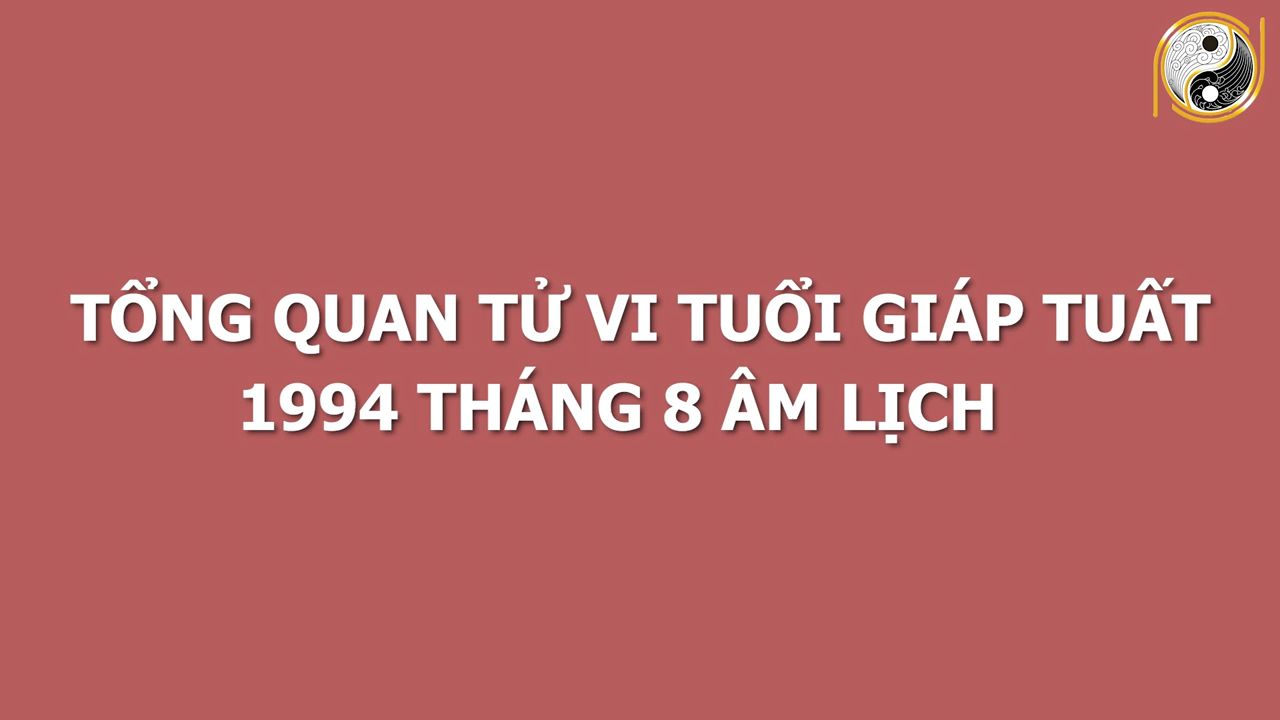 TỔNG QUAN TỬ VI TUỔI GIÁP TUẤT
1994 THÁNG 8 ÂM LỊCH